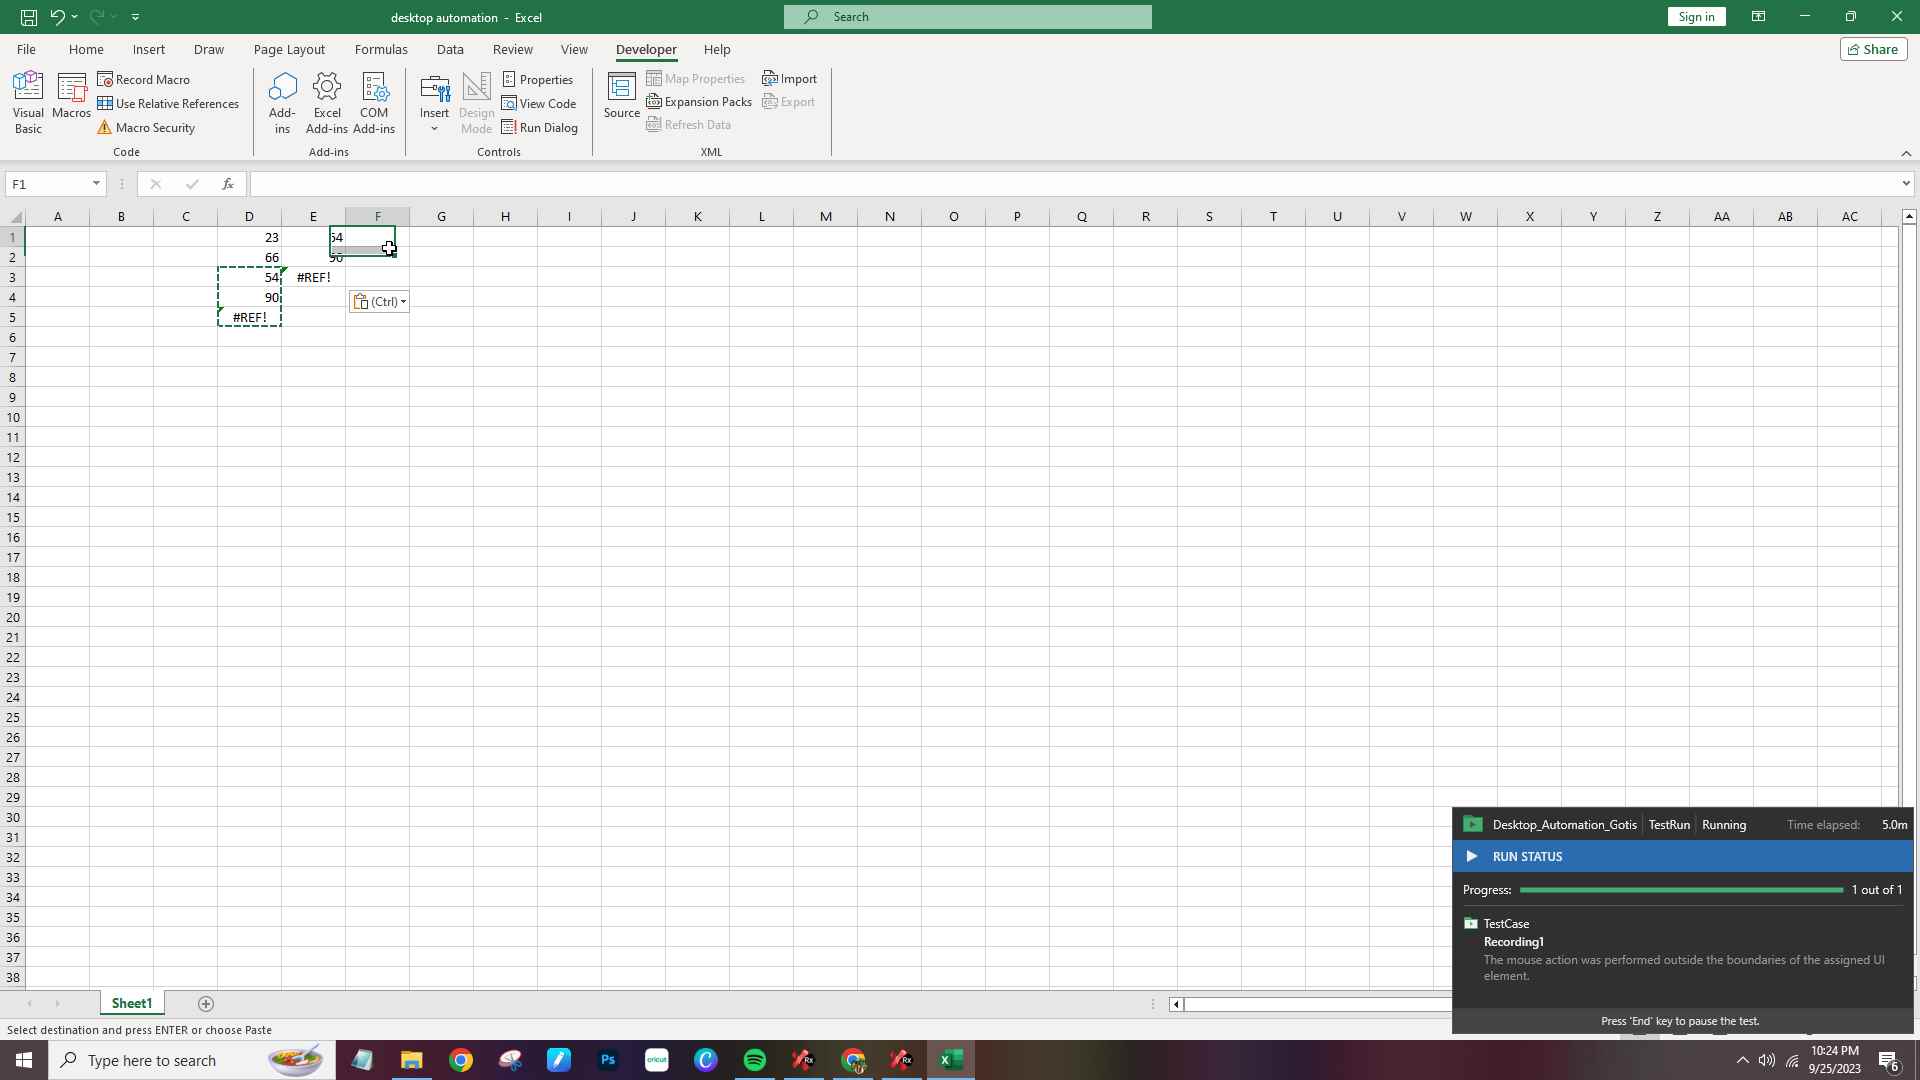 desktop automation - Excel
Search
Sign in
File Home Insert Draw Page Layout Formulas Data Review View Developer Help
Share
Visual Basic
Macros
Record Macro
Use Relative References
Macro Security
Code
Add-ins
Excel Add-ins
COM Add-ins
Add-ins
Insert
Design Mode
Properties
View Code
Run Dialog
Controls
Source
Map Properties
Expansion Packs
Refresh Data
Import
Export
XML
F1
fx
A B C D E F G H I J K L M N O P Q R S T U V W X Y Z AA AB AC
1 23 54
2 66 90
3 54 #REF!
4 90 (Ctrl)
5 #REF!
6
7
8
9
10
11
12
13
14
15
16
17
18
19
20
21
22
23
24
25
26
27
28
29
30
31
32
33
34
35
36
37
38
Desktop_Automation_Gotis TestRun Running Time elapsed: 5.0m
RUN STATUS
Progress: 1 out of 1
TestCase
Recording1
The mouse action was performed outside the boundaries of the assigned UI
element.
Press 'End' key to pause the test.
Sheet1
Select destination and press ENTER or choose Paste
Type here to search
Ps
cricut
Rx
Rx
10:24 PM
9/25/2023
6